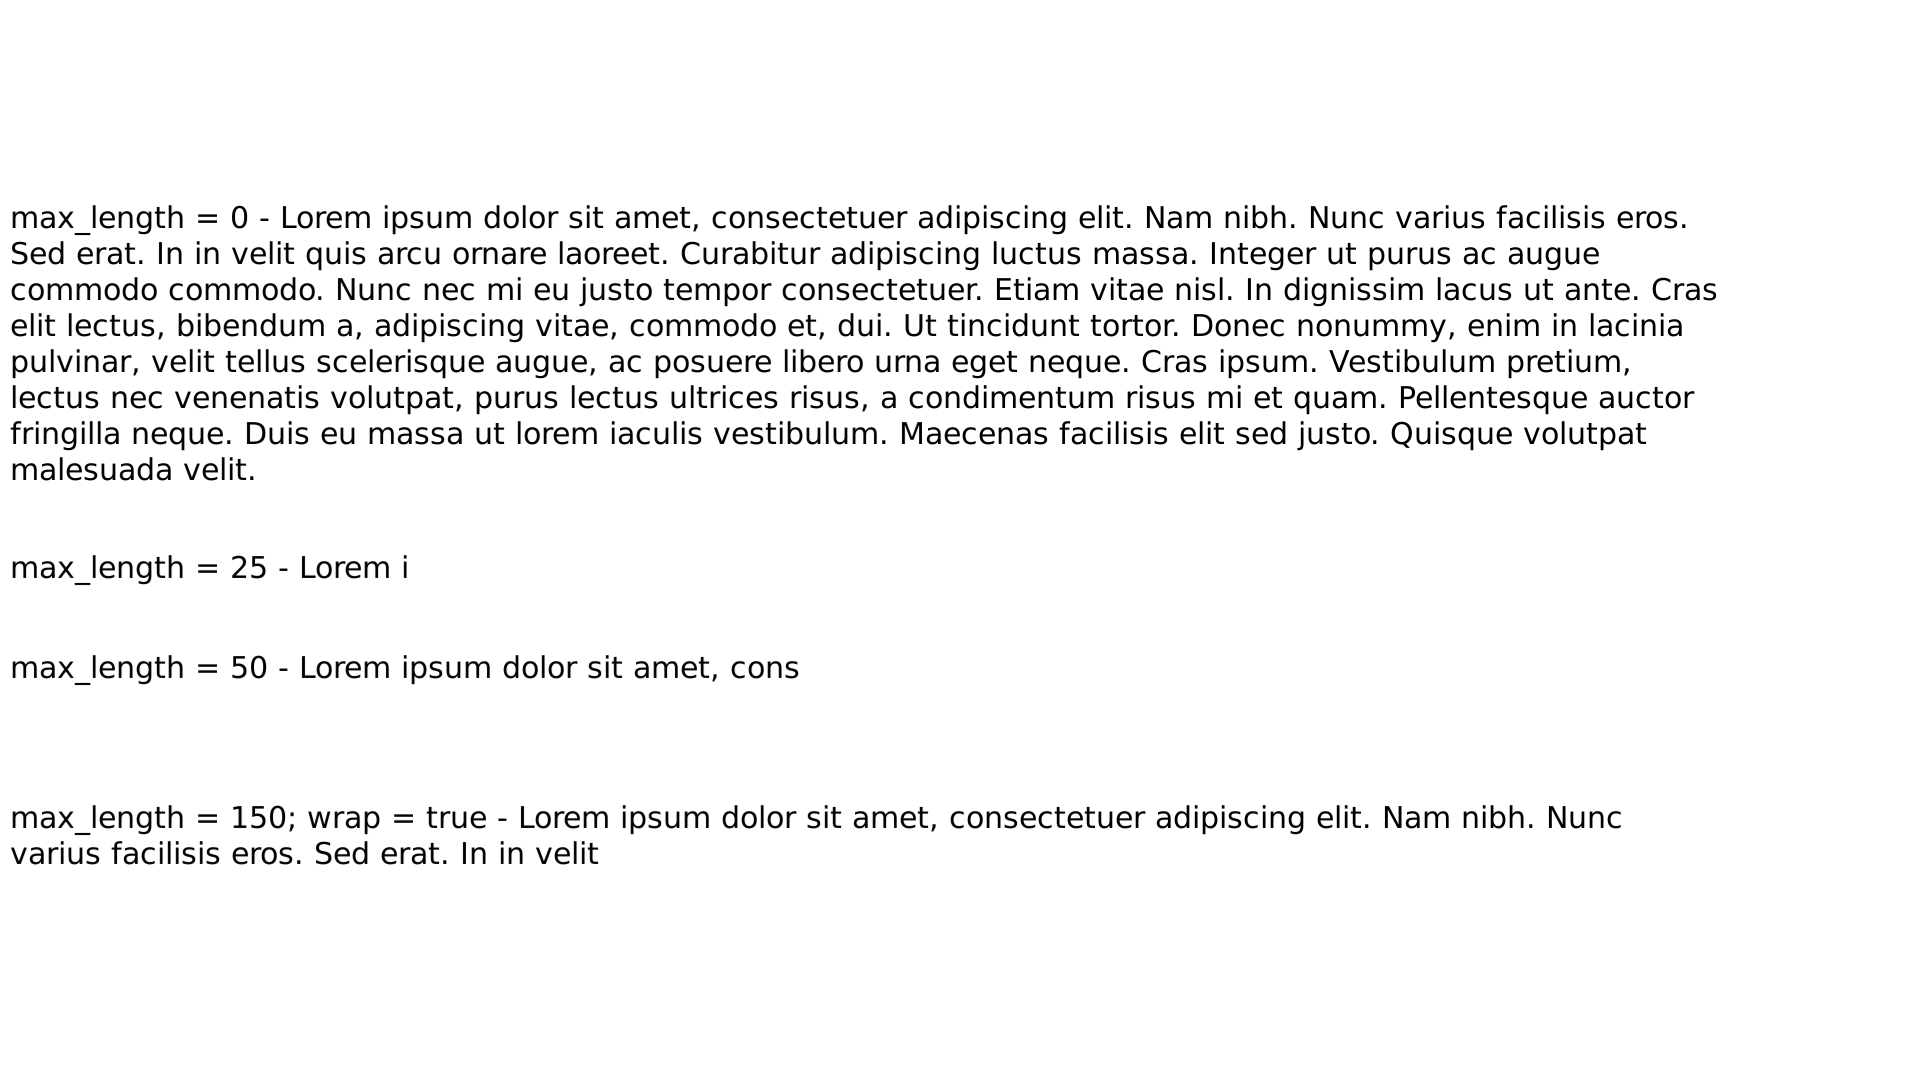 max_length = 0 - Lorem ipsum dolor sit amet, consectetuer adipiscing elit. Nam nibh. Nunc varius facilisis eros.
Sed erat. In in velit quis arcu ornare laoreet. Curabitur adipiscing luctus massa. Integer ut purus ac augue
commodo commodo. Nunc nec mi eu justo tempor consectetuer. Etiam vitae nisl. In dignissim lacus ut ante. Cras
elit lectus, bibendum a, adipiscing vitae, commodo et, dui. Ut tincidunt tortor. Donec nonummy, enim in lacinia
pulvinar, velit tellus scelerisque augue, ac posuere libero urna eget neque. Cras ipsum. Vestibulum pretium,
lectus nec venenatis volutpat, purus lectus ultrices risus, a condimentum risus mi et quam. Pellentesque auctor
fringilla neque. Duis eu massa ut lorem iaculis vestibulum. Maecenas facilisis elit sed justo. Quisque volutpat
malesuada velit.
max_length = 25 - Lorem i
max_length = 50 - Lorem ipsum dolor sit amet, cons
max_length = 150; wrap = true - Lorem ipsum dolor sit amet, consectetuer adipiscing elit. Nam nibh. Nunc
varius facilisis eros. Sed erat. In in velit